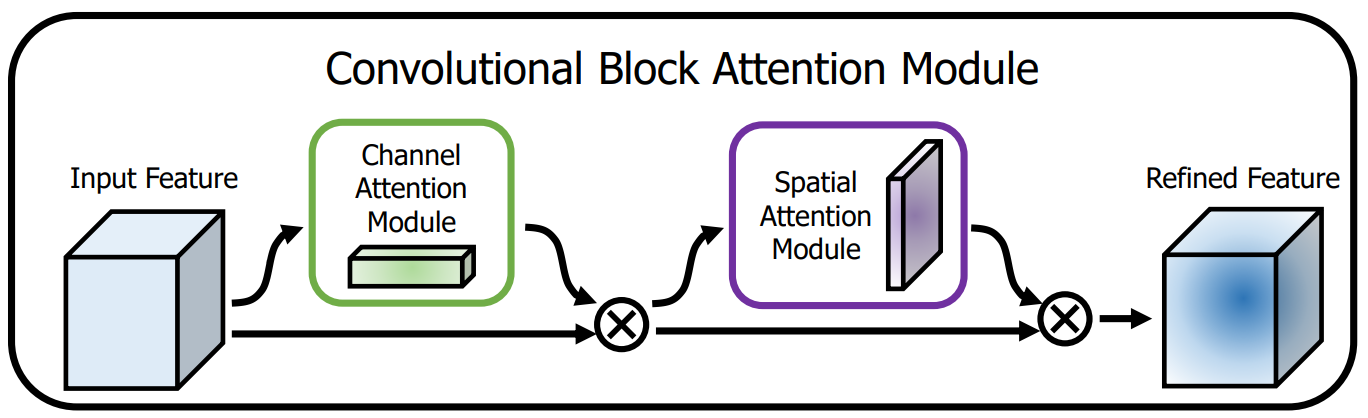 Convolutional Block Attention Module
Input Feature
Channel
Attention
Module
Spatial
Attention
Module
Refined Feature